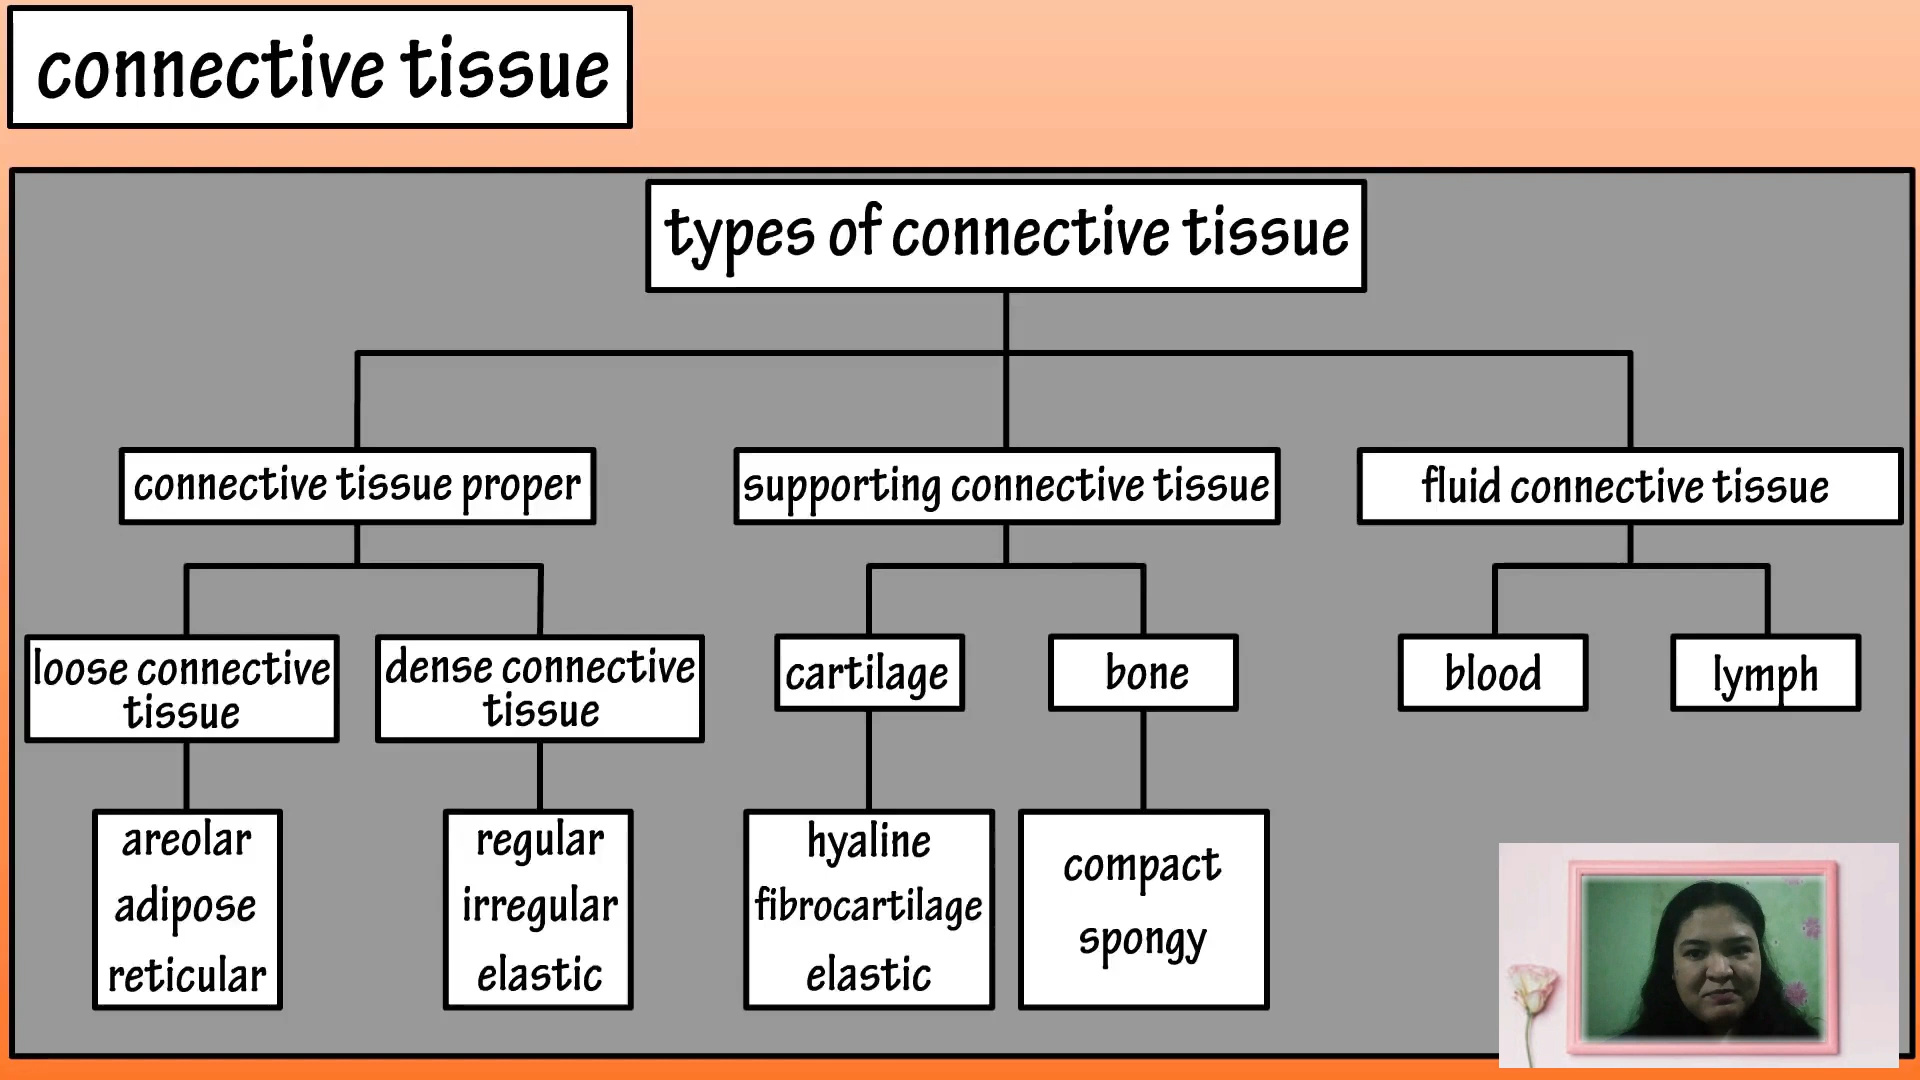 connective tissue
types of connective tissue
connective tissue proper
supporting connective tissue
fluid connective tissue
loose connective
tissue
dense connective
tissue
cartilage
bone
blood
lymph
areolar
adipose
reticular
regular
irregular
elastic
hyaline
fibrocartilage
elastic
compact
spongy